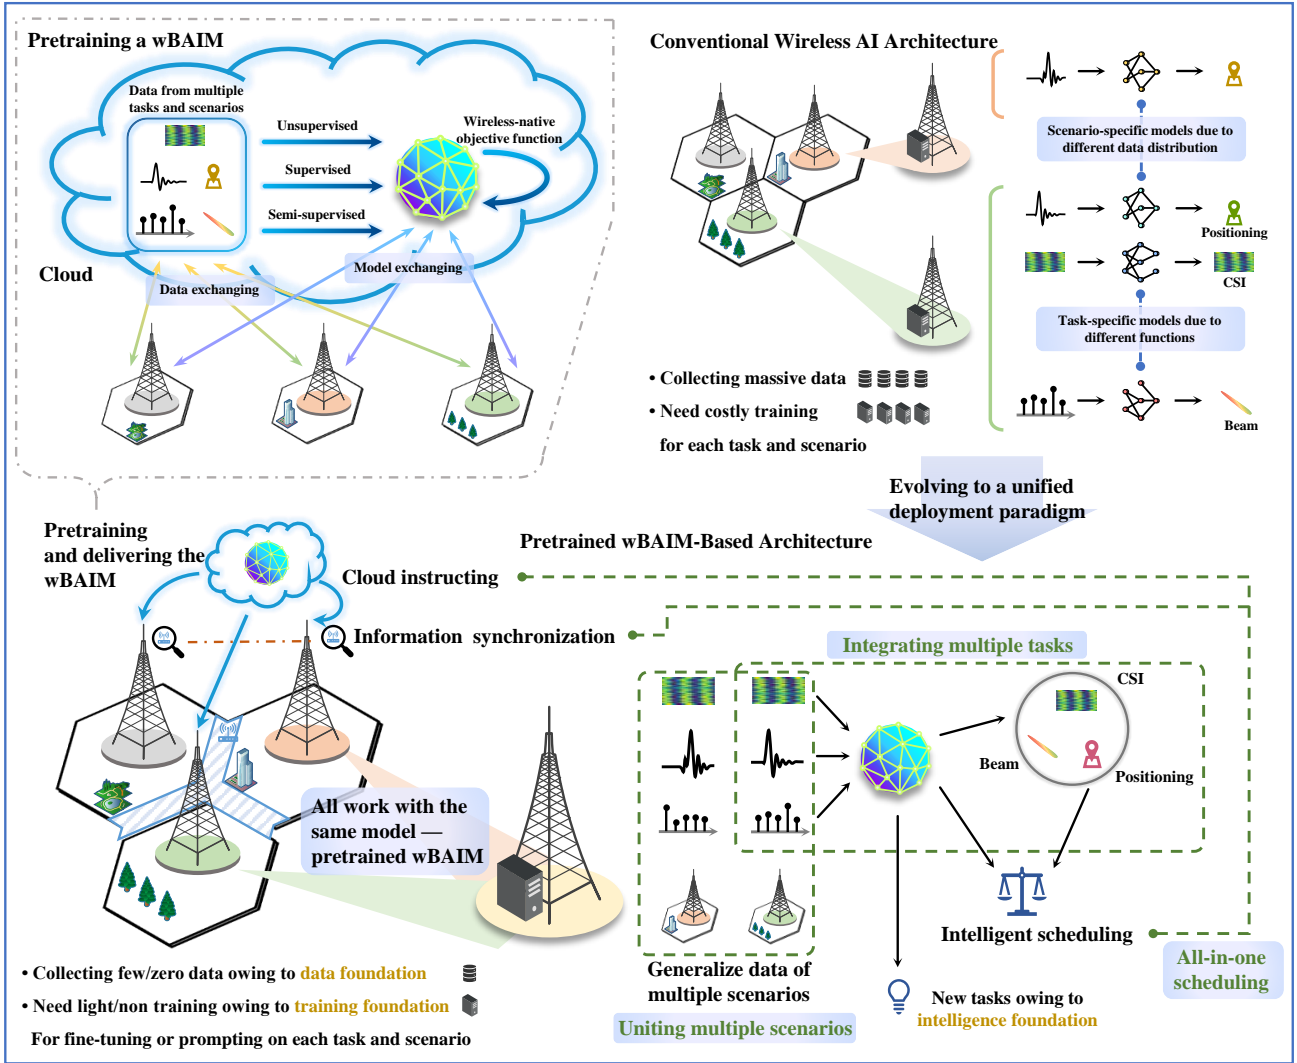 Pretraining a wBAIM
Data from multiple
tasks and scenarios
Unsupervised
Supervised
Semi-supervised
Wireless-native
objective function
Cloud
Model exchanging
Data exchanging
Conventional Wireless AI Architecture
Scenario-specific models due to
different data distribution
Positioning
CSI
Task-specific models due to
different functions
Beam
• Collecting massive data
• Need costly training
for each task and scenario
Evolving to a unified
deployment paradigm
Pretraining
and delivering the
wBAIM
Pretrained wBAIM-Based Architecture
Cloud instructing
Information synchronization
Integrating multiple tasks
CSI
Beam
Positioning
All work with the
same model —
pretrained wBAIM
Intelligent scheduling
All-in-one
scheduling
Generalize data of
multiple scenarios
Uniting multiple scenarios
New tasks owing to
intelligence foundation
• Collecting few/zero data owing to data foundation
• Need light/non training owing to training foundation
For fine-tuning or prompting on each task and scenario